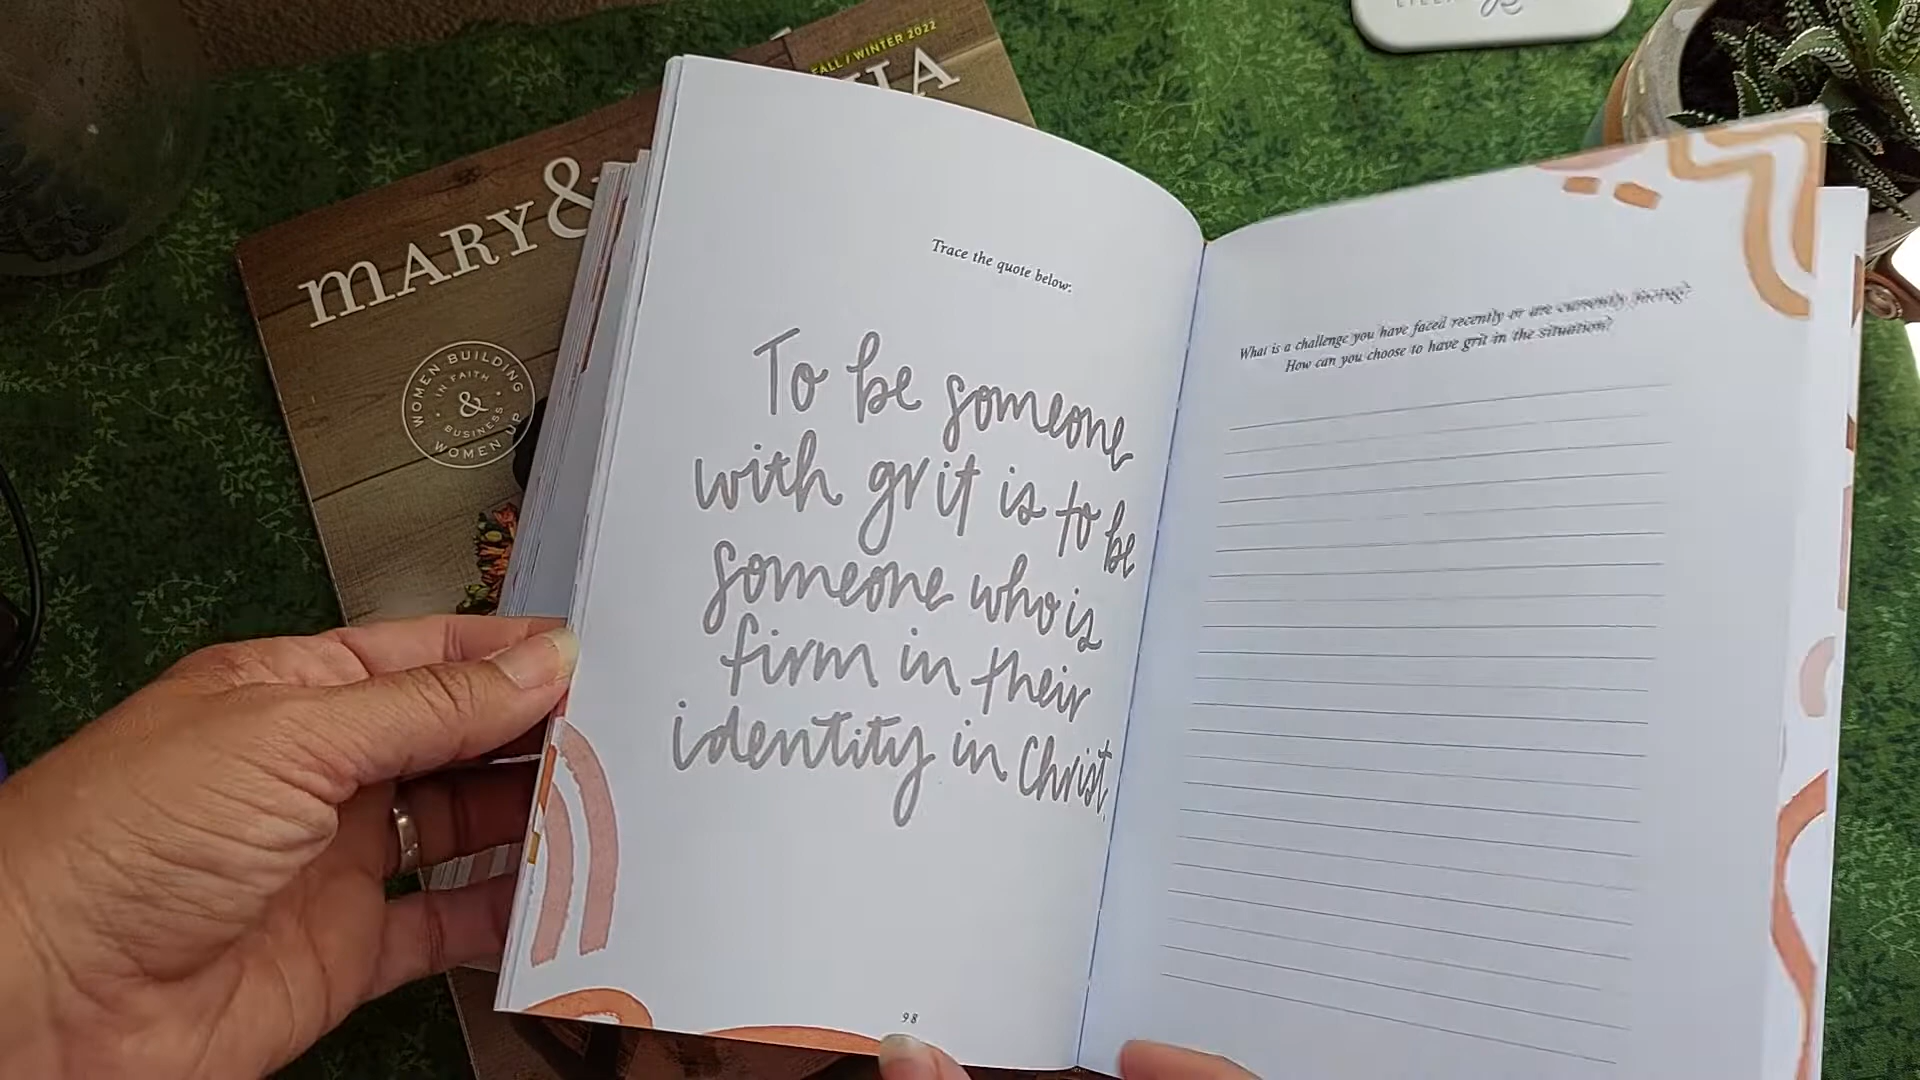 FALL / WINTER 2022
MARY&
HA
WOMEN BUILDING
IN FAITH
&
BUSINESS
WOMEN UP
Trace the quote below:
To be someone
with grit is to be
someone who is
firm in their
identity in Christ.
98
What is a challenge you have faced recently or are currently facing?
How can you choose to have grit in the situation?